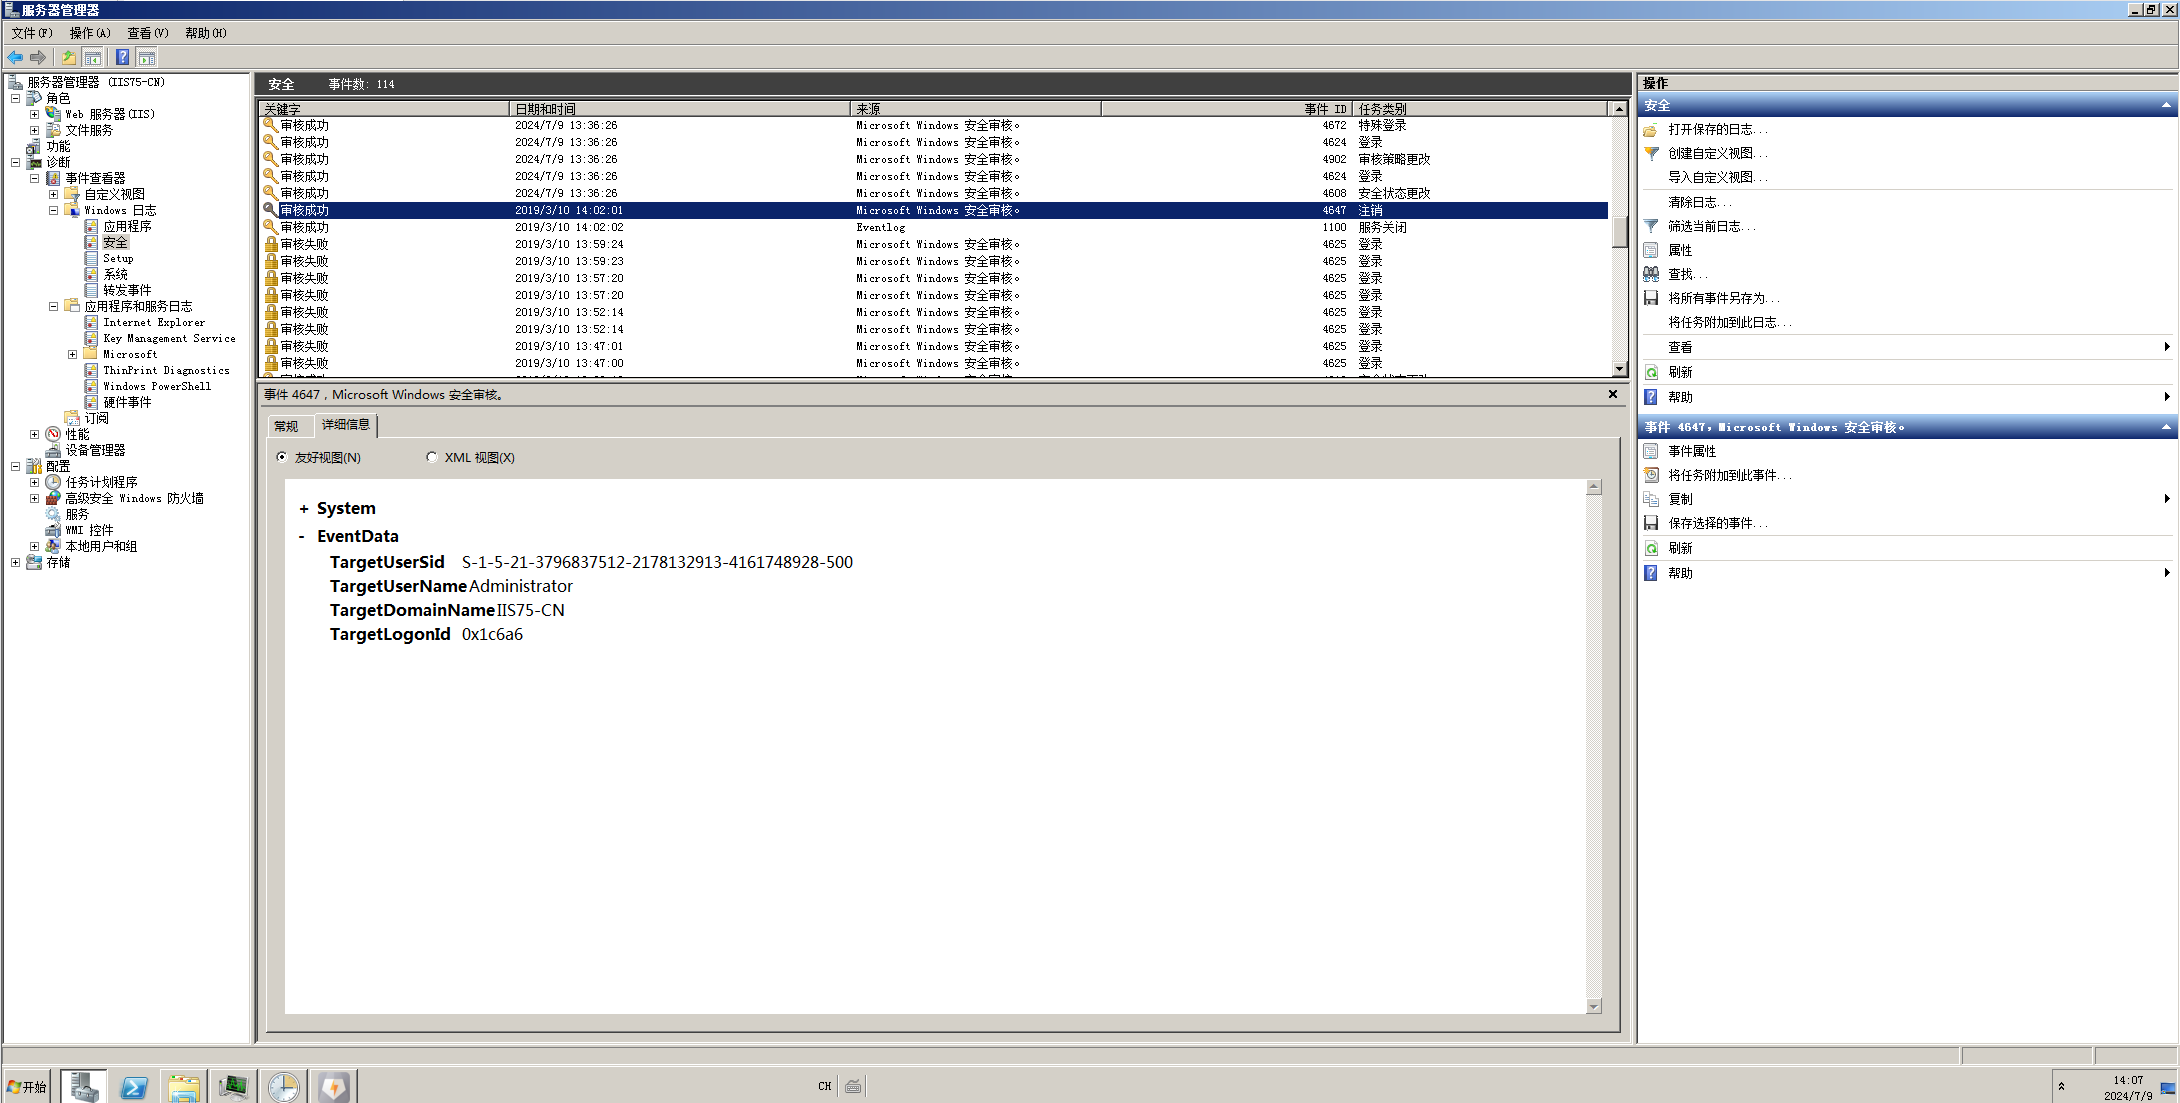 服务器管理器
文件(F) 操作(A) 查看(V) 帮助(H)
服务器管理器 (IIS75-CN)
角色
Web 服务器(IIS)
文件服务
功能
诊断
事件查看器
自定义视图
Windows 日志
应用程序
安全
Setup
系统
转发事件
应用程序和服务日志
Internet Explorer
Key Management Service
Microsoft
ThinPrint Diagnostics
Windows PowerShell
硬件事件
订阅
性能
设备管理器
配置
任务计划程序
高级安全 Windows 防火墙
服务
WMI 控件
本地用户和组
存储
安全 事件数: 114
关键字 日期和时间 来源 事件 ID 任务类别
审核成功 2024/7/9 13:36:26 Microsoft Windows 安全审核。 4672 特殊登录
审核成功 2024/7/9 13:36:26 Microsoft Windows 安全审核。 4624 登录
审核成功 2024/7/9 13:36:26 Microsoft Windows 安全审核。 4902 审核策略更改
审核成功 2024/7/9 13:36:26 Microsoft Windows 安全审核。 4624 登录
审核成功 2024/7/9 13:36:26 Microsoft Windows 安全审核。 4608 安全状态更改
审核成功 2019/3/10 14:02:01 Microsoft Windows 安全审核。 4647 注销
审核成功 2019/3/10 14:02:02 Eventlog 1100 服务关闭
审核失败 2019/3/10 13:59:24 Microsoft Windows 安全审核。 4625 登录
审核失败 2019/3/10 13:59:23 Microsoft Windows 安全审核。 4625 登录
审核失败 2019/3/10 13:57:20 Microsoft Windows 安全审核。 4625 登录
审核失败 2019/3/10 13:57:20 Microsoft Windows 安全审核。 4625 登录
审核失败 2019/3/10 13:52:14 Microsoft Windows 安全审核。 4625 登录
审核失败 2019/3/10 13:52:14 Microsoft Windows 安全审核。 4625 登录
审核失败 2019/3/10 13:47:01 Microsoft Windows 安全审核。 4625 登录
审核失败 2019/3/10 13:47:00 Microsoft Windows 安全审核。 4625 登录
事件 4647，Microsoft Windows 安全审核。
常规 详细信息
友好视图(N) XML 视图(X)
+ System
- EventData
TargetUserSid S-1-5-21-3796837512-2178132913-4161748928-500
TargetUserName Administrator
TargetDomainName IIS75-CN
TargetLogonId 0x1c6a6
操作
安全
打开保存的日志...
创建自定义视图...
导入自定义视图...
清除日志...
筛选当前日志...
属性
查找...
将所有事件另存为...
将任务附加到此日志...
查看
刷新
帮助
事件 4647，Microsoft Windows 安全审核。
事件属性
将任务附加到此事件...
复制
保存选择的事件...
刷新
帮助
开始
CH
14:07
2024/7/9